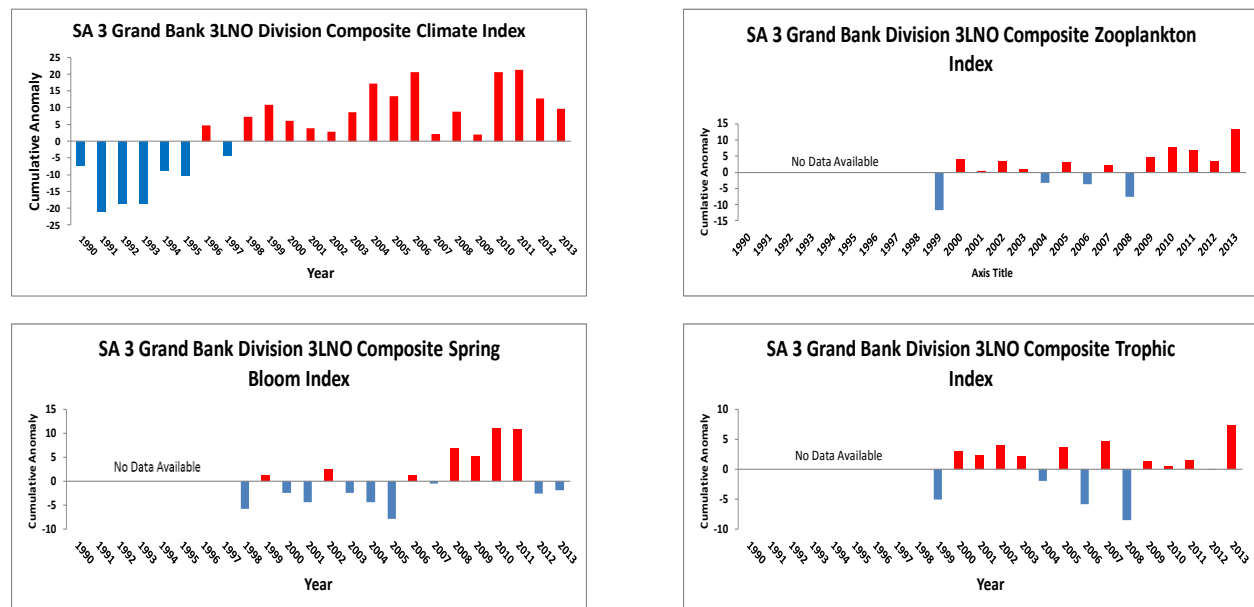 SA 3 Grand Bank 3LNO Division Composite Climate Index
Cumulative Anomaly
25
20
15
10
5
0
-5
-10
-15
-20
-25
1990 1991 1992 1993 1994 1995 1996 1997 1998 1999 2000 2001 2002 2003 2004 2005 2006 2007 2008 2009 2010 2011 2012 2013
Year
SA 3 Grand Bank Division 3LNO Composite Zooplankton
Index
Cumlative Anomaly
15
10
5
0
-5
-10
-15
No Data Available
1990 1991 1992 1993 1994 1995 1996 1997 1998 1999 2000 2001 2002 2003 2004 2005 2006 2007 2008 2009 2010 2011 2012 2013
Axis Title
SA 3 Grand Bank Division 3LNO Composite Spring
Bloom Index
Cumulative Anomaly
15
10
5
0
-5
-10
No Data Available
1990 1991 1992 1993 1994 1995 1996 1997 1998 1999 2000 2001 2002 2003 2004 2005 2006 2007 2008 2009 2010 2011 2012 2013
Year
SA 3 Grand Bank Division 3LNO Composite Trophic
Index
Cumulative Anomaly
10
5
0
-5
-10
No Data Available
1990 1991 1992 1993 1994 1995 1996 1997 1998 1999 2000 2001 2002 2003 2004 2005 2006 2007 2008 2009 2010 2011 2012 2013
Year